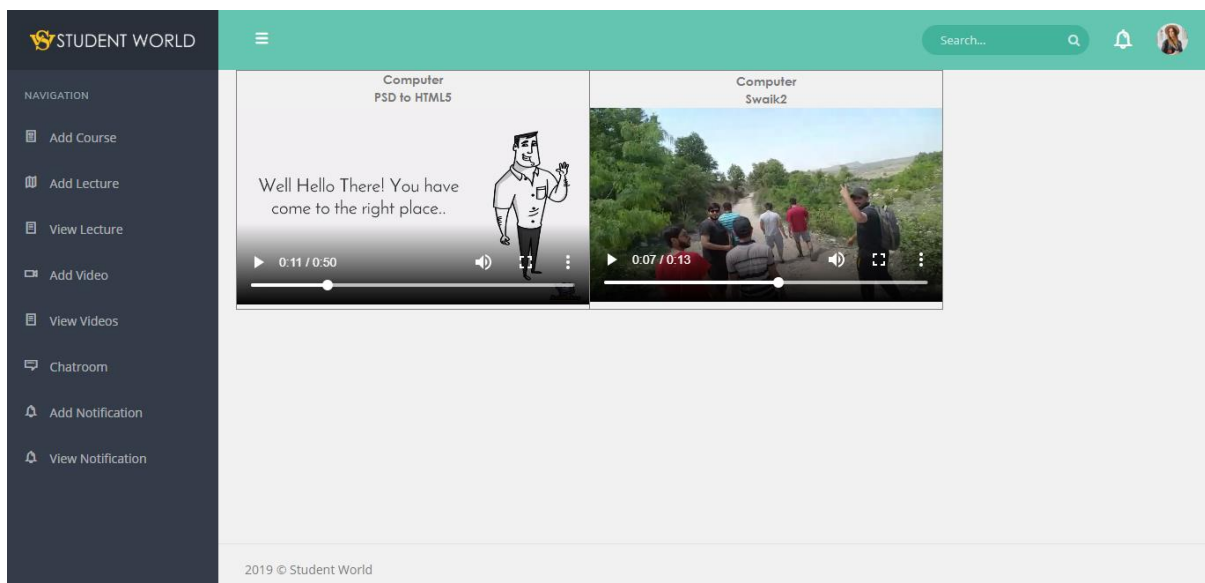 STUDENT WORLD
Search...
NAVIGATION
Add Course
Add Lecture
View Lecture
Add Video
View Videos
Chatroom
Add Notification
View Notification
Computer
PSD to HTML5
Well Hello There! You have
come to the right place..
0:11 / 0:50
Computer
Swaik2
0:07 / 0:13
2019 © Student World